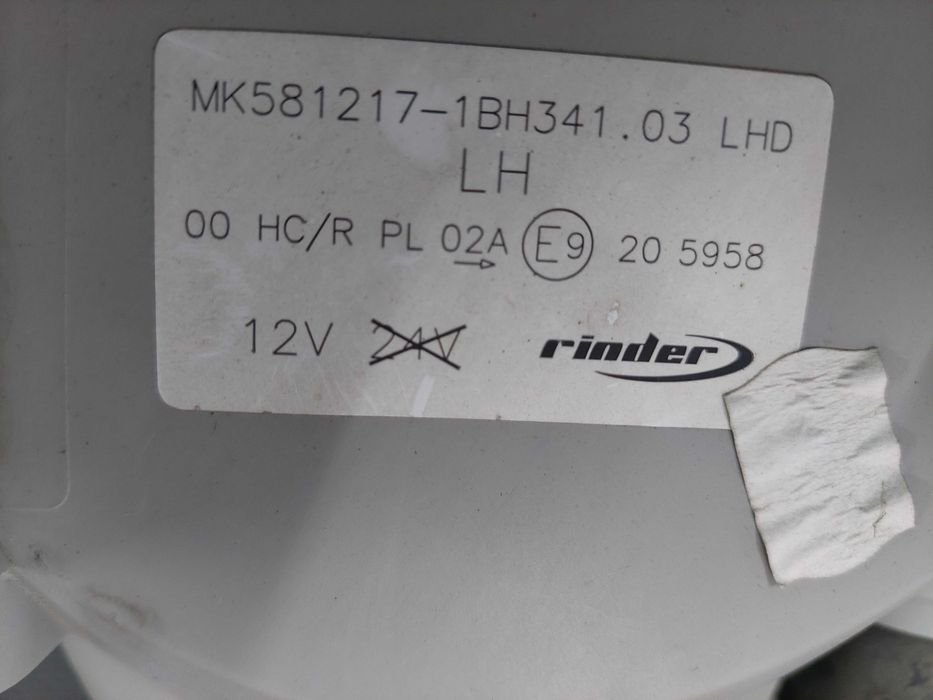 MK581217-1BH341.03 LHD
LH
00 HC/R PL 02A E9 20 5958
→
12V 24V rinder